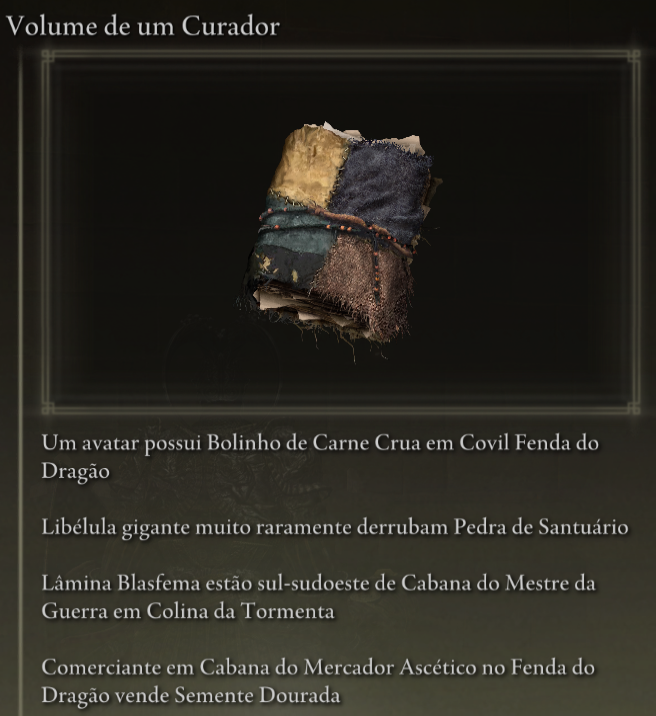 Volume de um Curador
Um avatar possui Bolinho de Carne Crua em Covil Fenda do
Dragão
Libélula gigante muito raramente derrubam Pedra de Santuário
Lâmina Blasfema estão sul-sudoeste de Cabana do Mestre da
Guerra em Colina da Tormenta
Comerciante em Cabana do Mercador Ascético no Fenda do
Dragão vende Semente Dourada